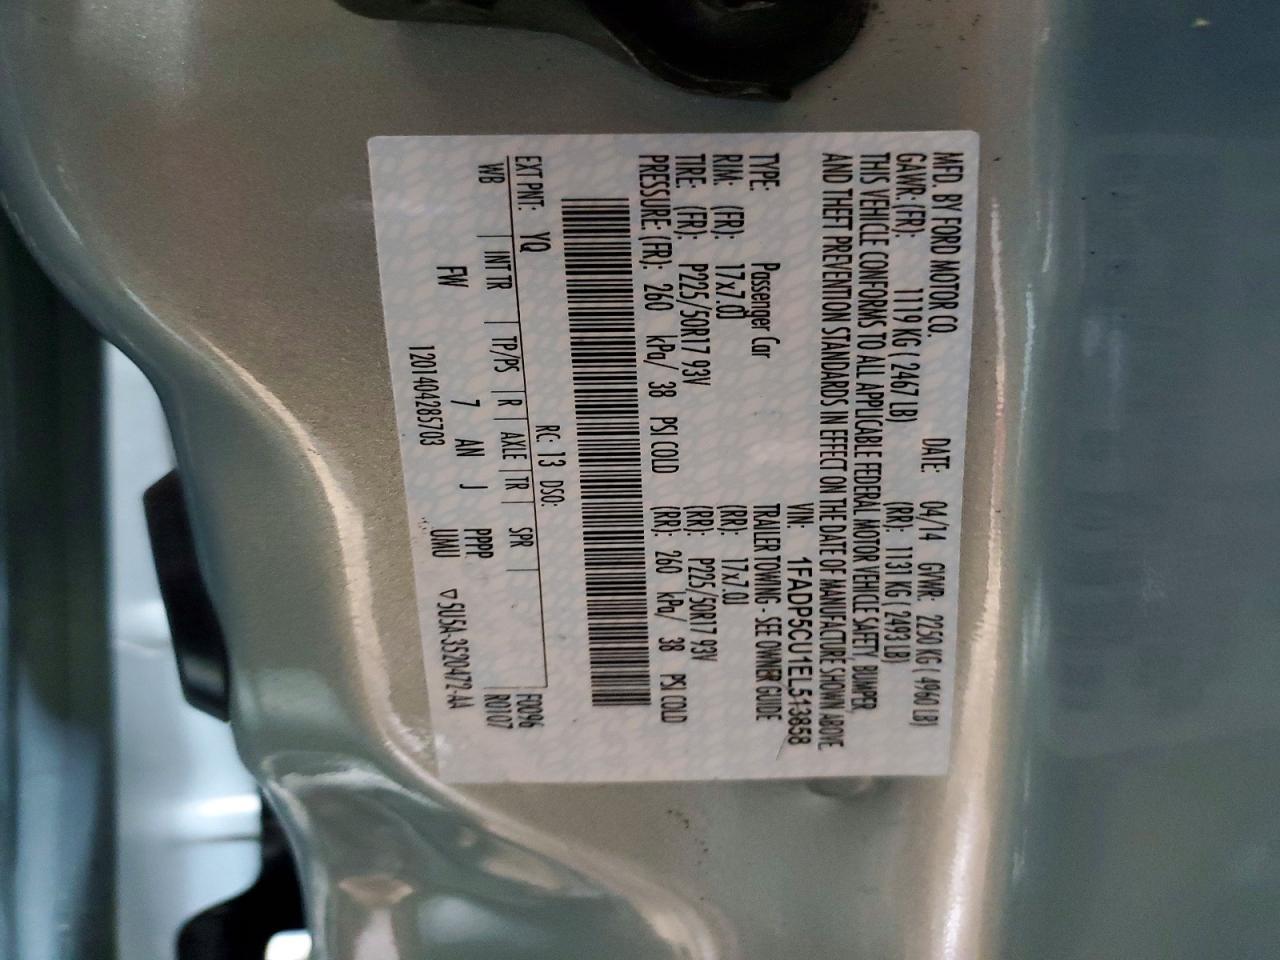 MFD. BY FORD MOTOR CO.
DATE: 04/14 GVWR: 2250 KG ( 4960 LB)
GAWR: (FR): 1119 KG ( 2467 LB) (RR): 1131 KG ( 2493 LB)
THIS VEHICLE CONFORMS TO ALL APPLICABLE FEDERAL MOTOR VEHICLE SAFETY, BUMPER,
AND THEFT PREVENTION STANDARDS IN EFFECT ON THE DATE OF MANUFACTURE SHOWN ABOVE.
VIN: 1FADP5CU1EL513858
TYPE: Passenger Car TRAILER TOWING - SEE OWNER GUIDE
RIM: (FR): 17x7.0J (RR): 17x7.0J
TIRE: (FR): P225/50R17 93V (RR): P225/50R17 93V
PRESSURE: (FR): 260 kPa/ 38 PSI COLD (RR): 260 kPa/ 38 PSI COLD
EXT PNT: YQ RC: 13 DSO: F0096
WB | INT TR | TP/PS | R | AXLE | TR | SPR | R0107
FW 7 AN J PPPP
1201404285703 UMU ▽5U5A-3520472-AA